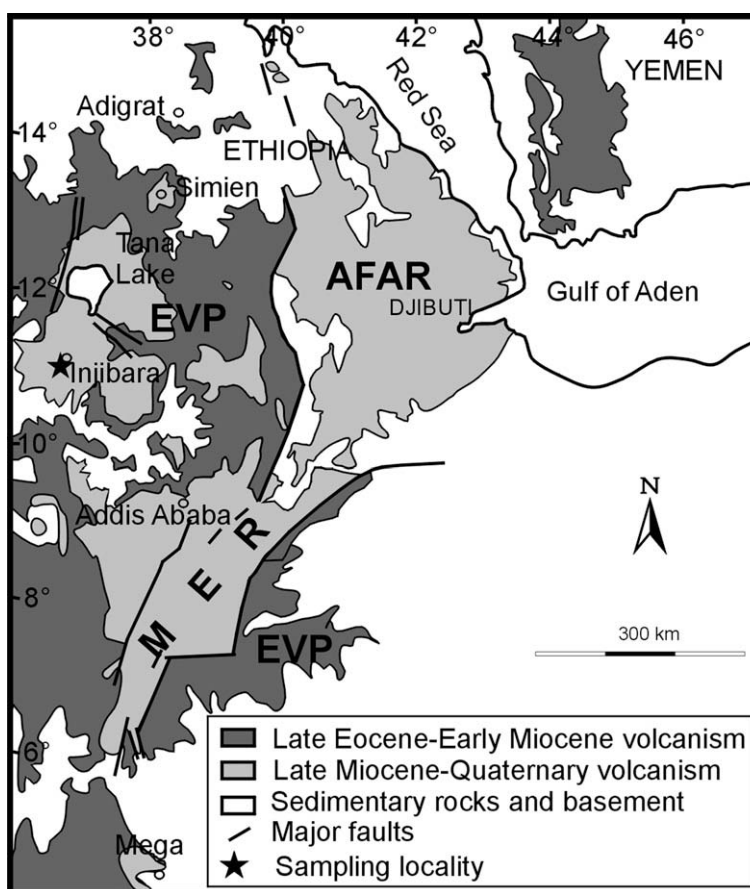 38°
40°
42°
44°
46°
YEMEN
Red Sea
Adigrat
14°
ETHIOPIA
Simien
Tana
Lake
12°
AFAR
DJIBUTI
Gulf of Aden
EVP
Injibara
10°
Addis Ababa
N
MER
8°
EVP
300 km
6°
Mega
Late Eocene-Early Miocene volcanism
Late Miocene-Quaternary volcanism
Sedimentary rocks and basement
Major faults
Sampling locality